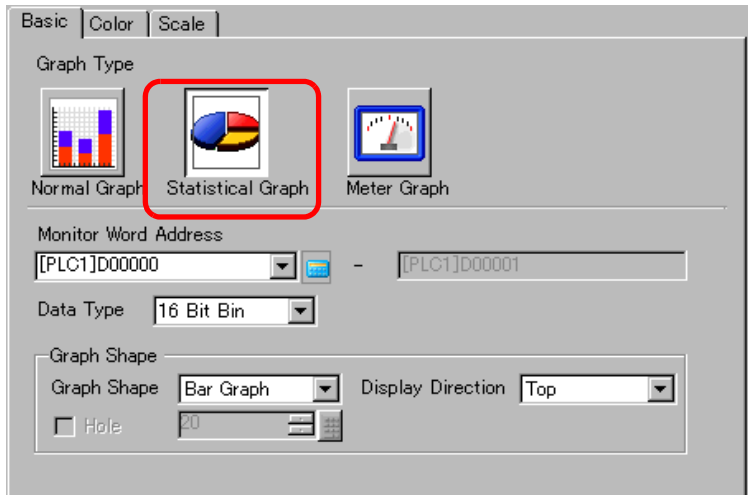 Basic Color Scale
Graph Type
Normal Graph Statistical Graph Meter Graph
Monitor Word Address
[PLC1]D00000 - [PLC1]D00001
Data Type 16 Bit Bin
Graph Shape
Graph Shape Bar Graph Display Direction Top
Hole 20